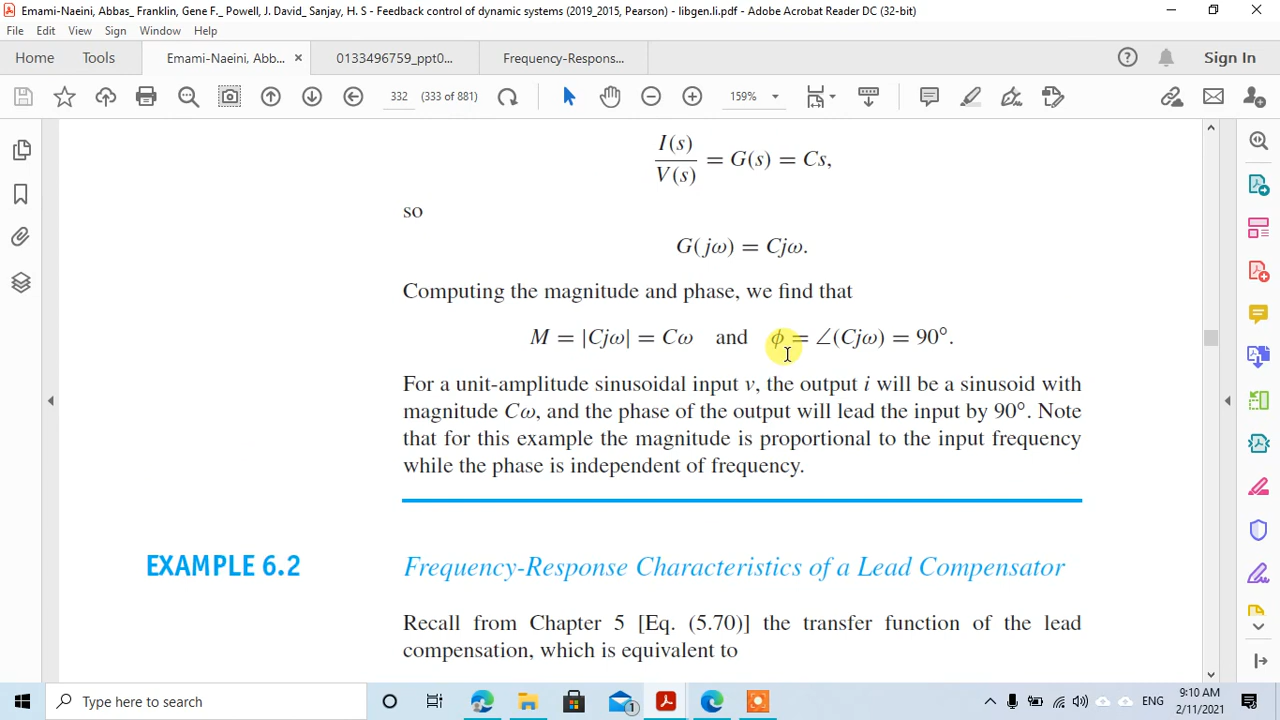 Emami-Naeini, Abbas_ Franklin, Gene F._ Powell, J. David_ Sanjay, H. S - Feedback control of dynamic systems (2019_2015, Pearson) - libgen.li.pdf - Adobe Acrobat Reader DC (32-bit)
File Edit View Sign Window Help
Home Tools Emami-Naeini, Abb... × 0133496759_ppt0... Frequency-Respons... Sign In
332 (333 of 881) 159%
I(s)
V(s)
= G(s) = Cs,
so
G(jω) = Cjω.
Computing the magnitude and phase, we find that
M = |Cjω| = Cω and ϕ = ∠(Cjω) = 90°.
For a unit-amplitude sinusoidal input v, the output i will be a sinusoid with
magnitude Cω, and the phase of the output will lead the input by 90°. Note
that for this example the magnitude is proportional to the input frequency
while the phase is independent of frequency.
EXAMPLE 6.2 Frequency-Response Characteristics of a Lead Compensator
Recall from Chapter 5 [Eq. (5.70)] the transfer function of the lead
compensation, which is equivalent to
Type here to search
1
ENG
9:10 AM
2/11/2021